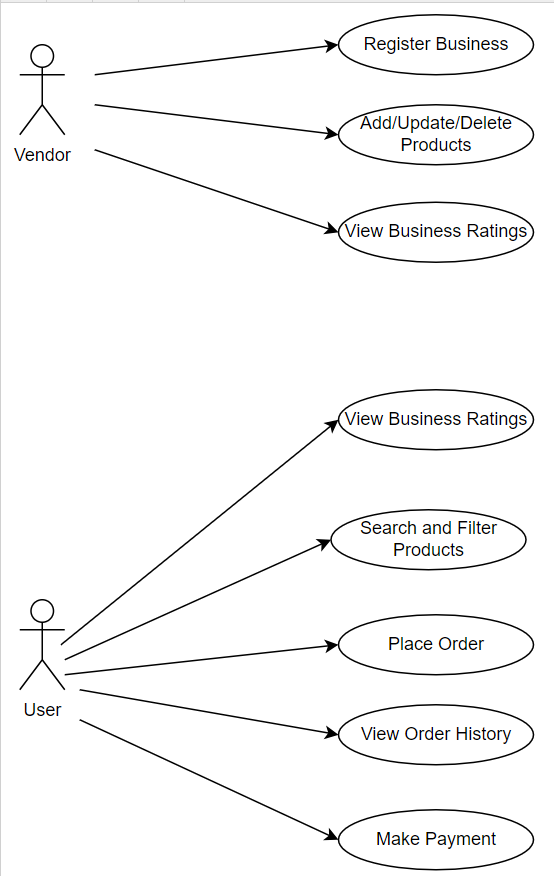 Register Business
Vendor
Add/Update/Delete
Products
View Business Ratings
View Business Ratings
Search and Filter
Products
Place Order
User
View Order History
Make Payment